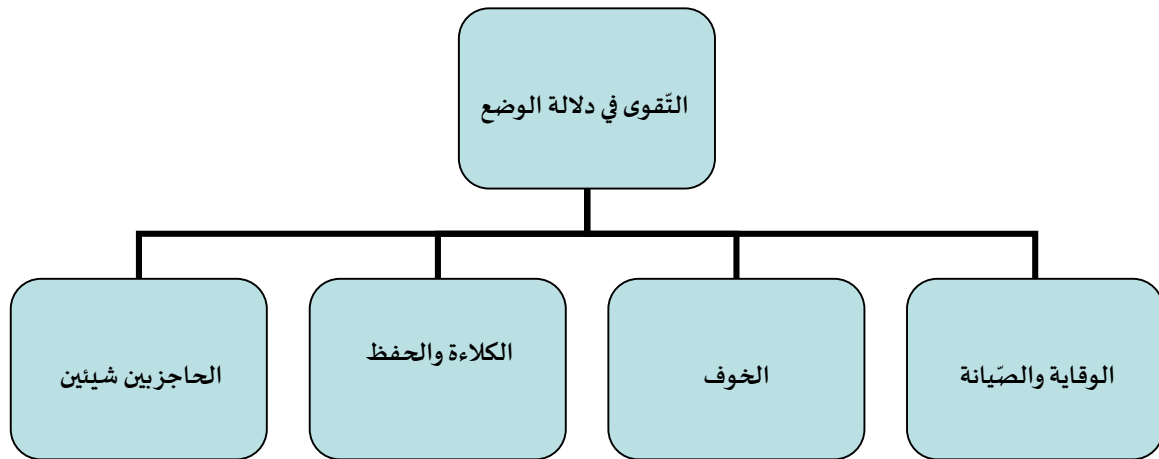 التّقوى في دلالة الوضع
الوقاية والصّيانة
الخوف
الكلاءة والحفظ
الحاجز بين شيئين